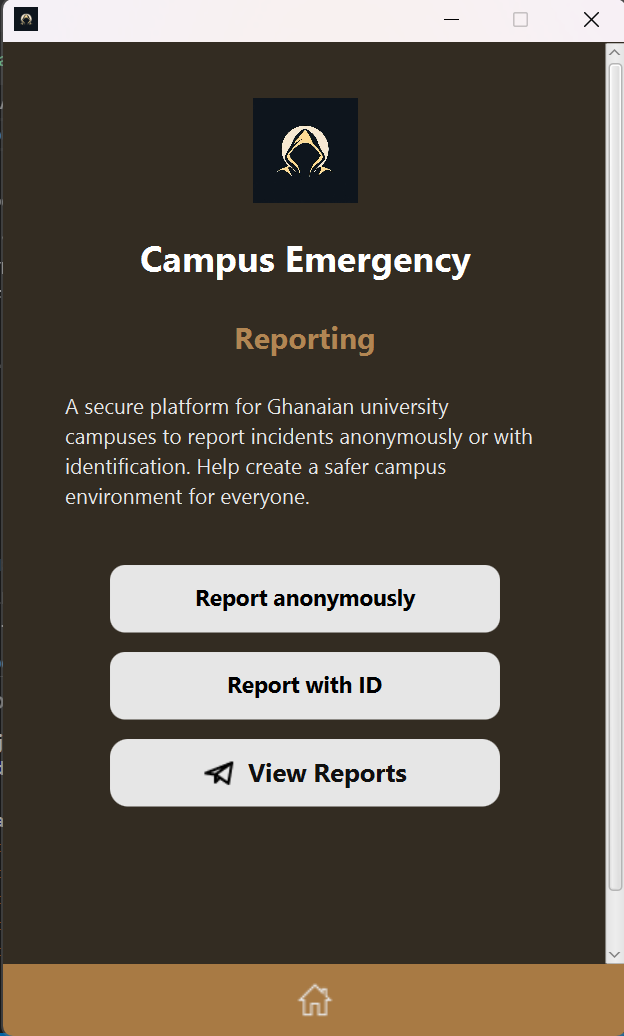 Campus Emergency
Reporting
A secure platform for Ghanaian university
campuses to report incidents anonymously or with
identification. Help create a safer campus
environment for everyone.
Report anonymously
Report with ID
View Reports